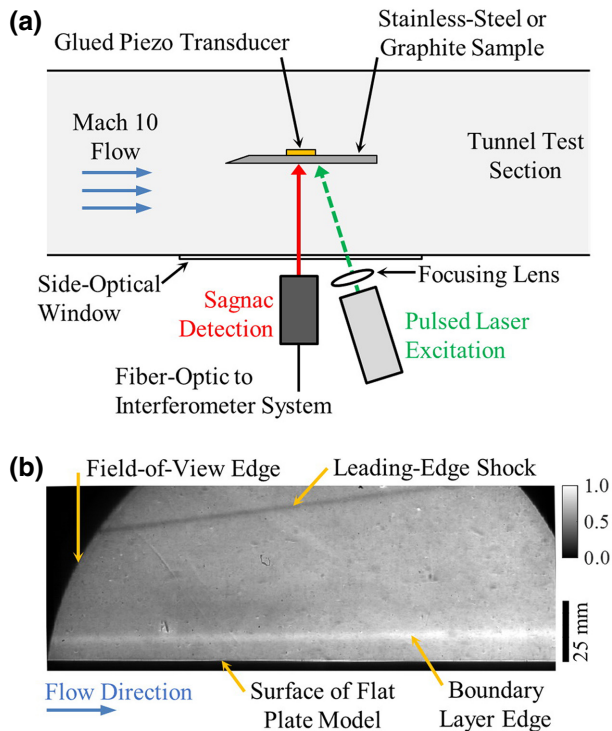 (a)
Stainless-Steel or
Graphite Sample
Glued Piezo Transducer
Mach 10
Flow
Tunnel Test
Section
Side-Optical
Window
Focusing Lens
Sagnac
Detection
Pulsed Laser
Excitation
Fiber-Optic to
Interferometer System
(b)
Field-of-View Edge
Leading-Edge Shock
1.0
0.0
25 mm
Flow Direction
Surface of Flat
Plate Model
Boundary
Layer Edge